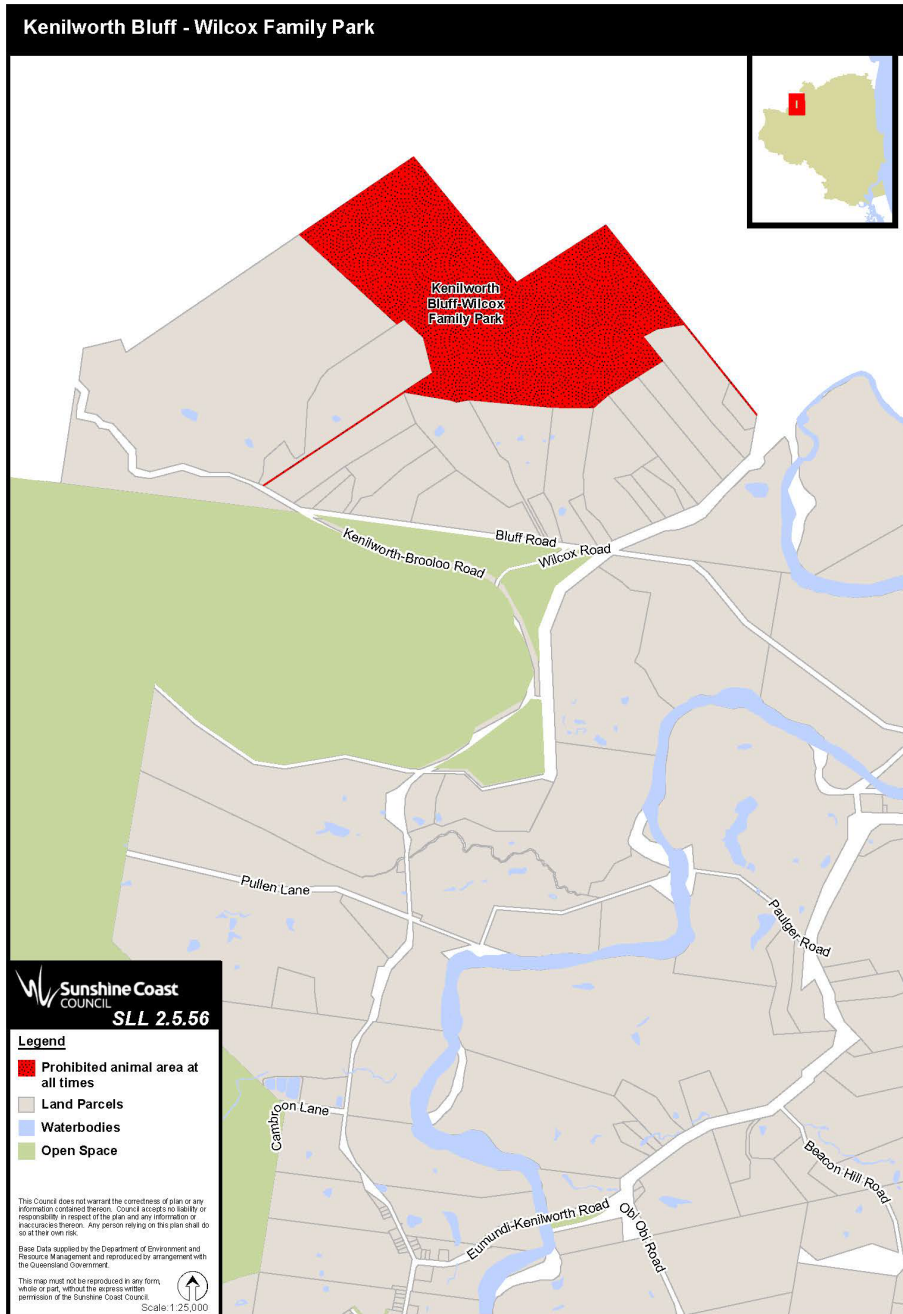 Kenilworth Bluff - Wilcox Family Park
Kenilworth
Bluff-Wilcox
Family Park
Bluff Road
Wilcox Road
Kenilworth-Brooloo Road
Pullen Lane
Paulger Road
Cambroon Lane
Beacon Hill Road
Eumundi-Kenilworth Road
Obi Obi Road
Sunshine Coast
COUNCIL
SLL 2.5.56
Legend
Prohibited animal area at
all times
Land Parcels
Waterbodies
Open Space
This Council does not warrant the correctness of plan or any
information contained thereon. Council accepts no liability or
responsibility in respect of the plan and any information or
inaccuracies thereon. Any person relying on this plan shall do
so at their own risk.
Base Data supplied by the Department of Environment and
Resource Management and reproduced by arrangement with
the Queensland Government.
This map must not be reproduced in any form,
whole or part, without the express written
permission of the Sunshine Coast Council.
Scale: 1:25,000